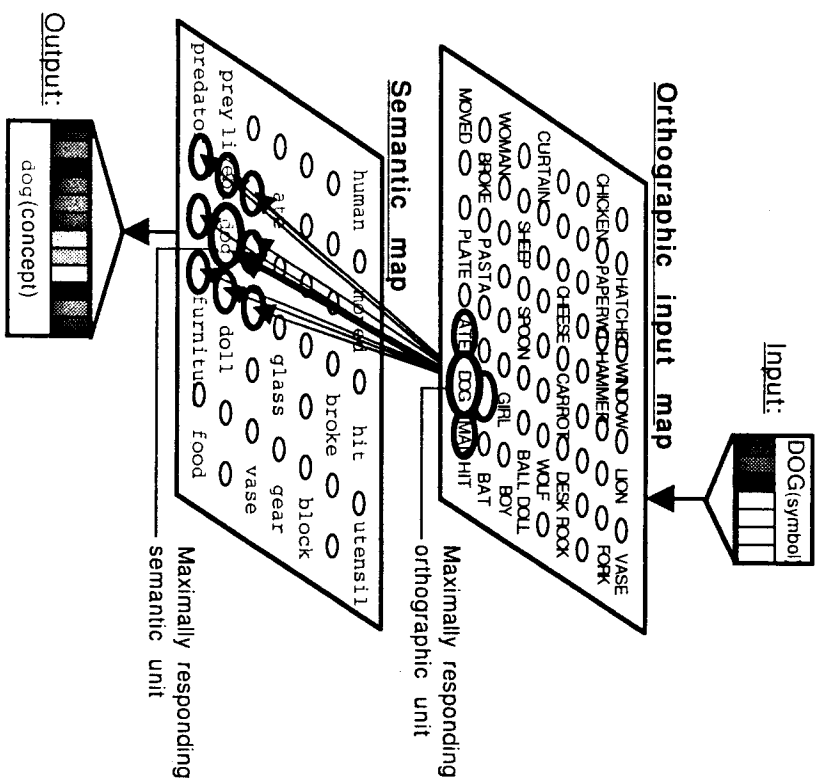 Input:
DOG(symbol)
Orthographic input map
HATCHET WINDOW LION VASE
CHICKEN HAMMER FORK
CHEESE CARROT DESK ROCK
CURTAIN WOLF
SHEEP SPOON BALL DOLL
WOMAN GIRL BOY
BROKE PASTA BAT
MOVED PLATE ATE DOG MAN HIT
Maximally responding
orthographic unit
Semantic map
human moved hit utensil
broke
block
ate glass gear
vase
prey dog doll
predator furnitu food
Maximally responding
semantic unit
Output:
dog(concept)